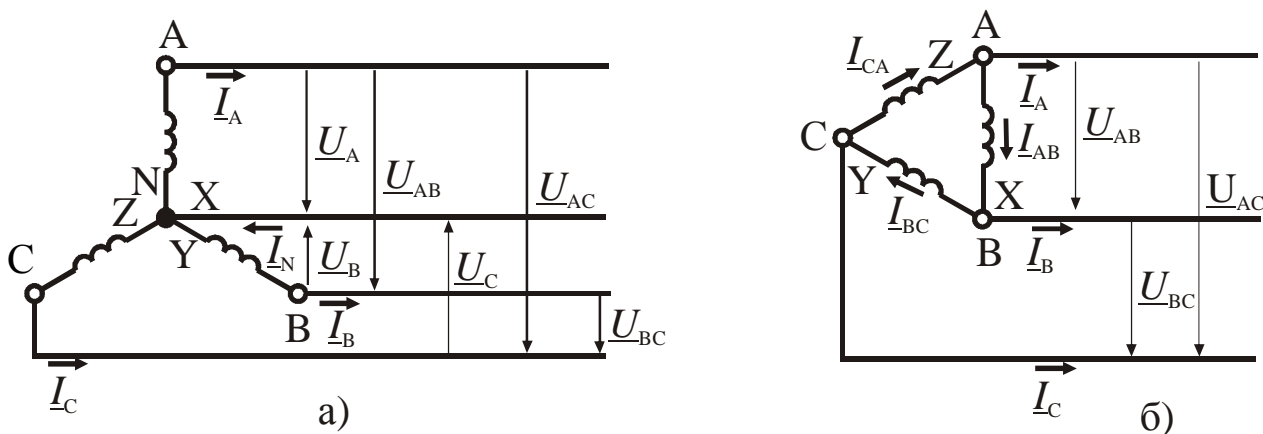 A
I_A
U_A
U_AB
U_AC
N
Z X
Y
I_N
U_B
U_C
C
B
I_B
U_BC
I_C
а)
A
I_CA
Z
I_A
U_AB
C
I_AB
U_AC
Y
X
I_BC
B
I_B
U_BC
I_C
б)